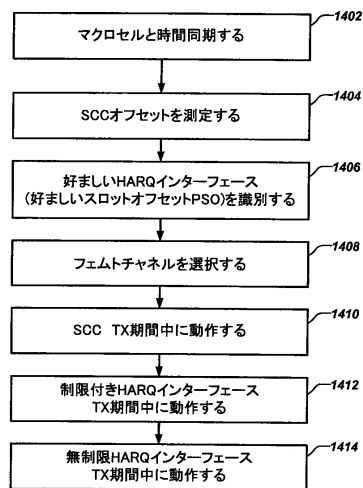 1402
マクロセルと時間同期する
1404
SCCオフセットを測定する
1406
好ましいHARQインターフェース
(好ましいスロットオフセットPSO)を識別する
1408
フェムトチャネルを選択する
1410
SCC TX期間中に動作する
1412
制限付きHARQインターフェース
TX期間中に動作する
1414
無制限HARQインターフェース
TX期間中に動作する